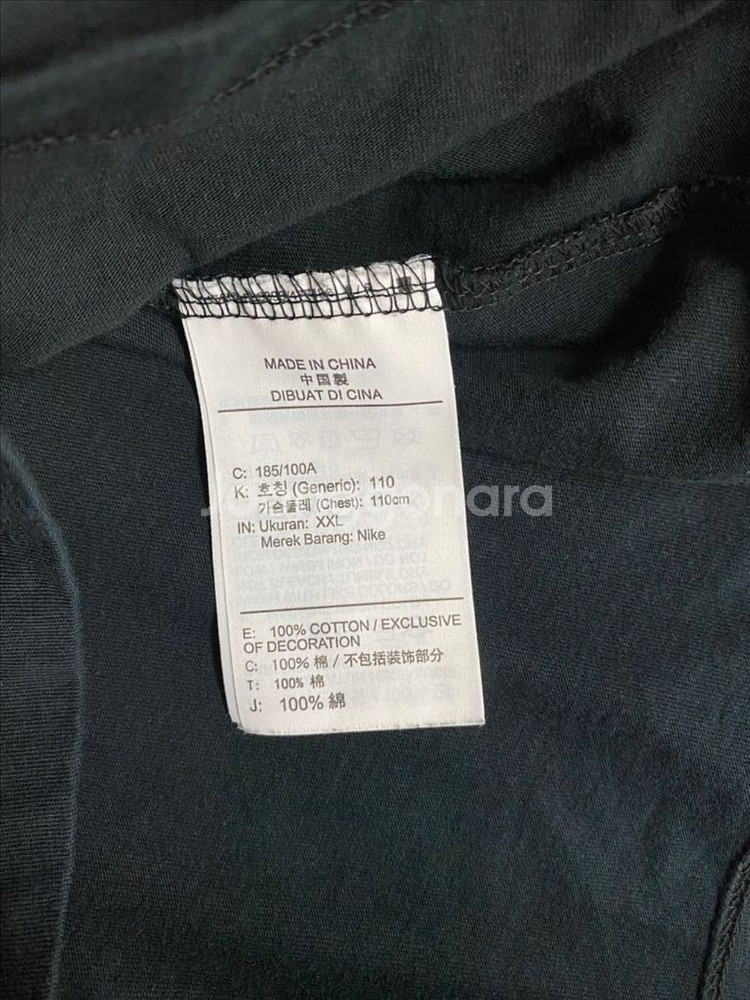 MADE IN CHINA
中国製
DIBUAT DI CINA
C: 185/100A
K: 호칭 (Generic): 110
가슴둘레 (Chest): 110cm
IN: Ukuran: XXL
Merek Barang: Nike
joonggonara
E: 100% COTTON / EXCLUSIVE
OF DECORATION
C: 100% 棉 / 不包括装饰部分
T: 100% 棉
J: 100% 綿